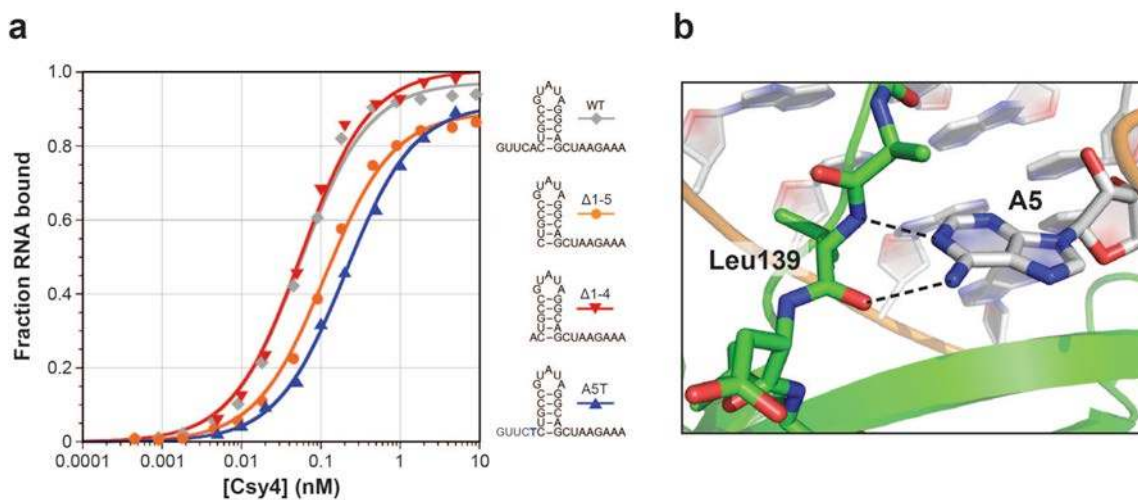 a
Fraction RNA bound
1.0
0.8
0.6
0.4
0.2
0
0.0001
0.001
0.01
0.1
1
10
[Csy4] (nM)
A
U U
G A
C–G
C–G
G–C
U–A
GUUCAC–GCUAAGAAA
WT
A
U U
G A
C–G
C–G
G–C
U–A
C–GCUAAGAAA
Δ1-5
A
U U
G A
C–G
C–G
G–C
U–A
AC–GCUAAGAAA
Δ1-4
A
U U
G A
C–G
C–G
G–C
U–A
GUUCTC–GCUAAGAAA
A5T
b
A5
Leu139